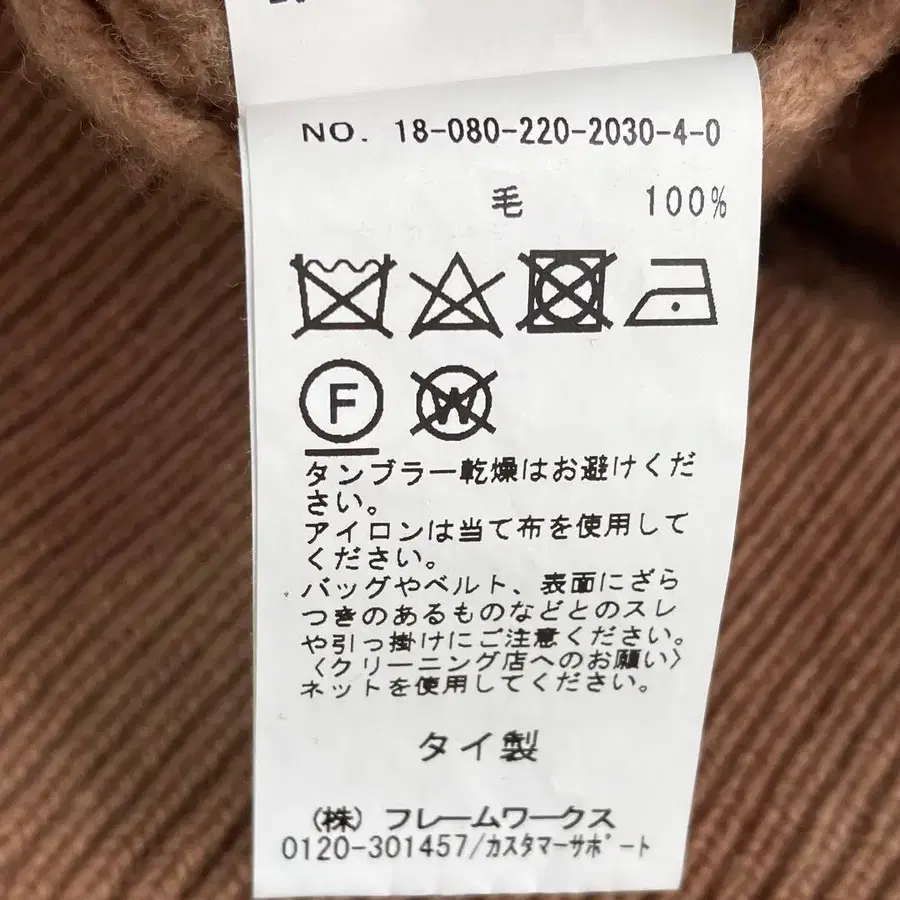 NO. 18-080-220-2030-4-0
毛 100%
F W
タンブラー乾燥はお避けくだ
さい。
アイロンは当て布を使用して
ください。
バッグやベルト、表面にざら
つきのあるものなどとのスレ
や引っ掛けにご注意ください。
〈クリーニング店へのお願い〉
ネットを使用してください。
タイ製
(株) フレームワークス
0120-301457/カスタマーサポート